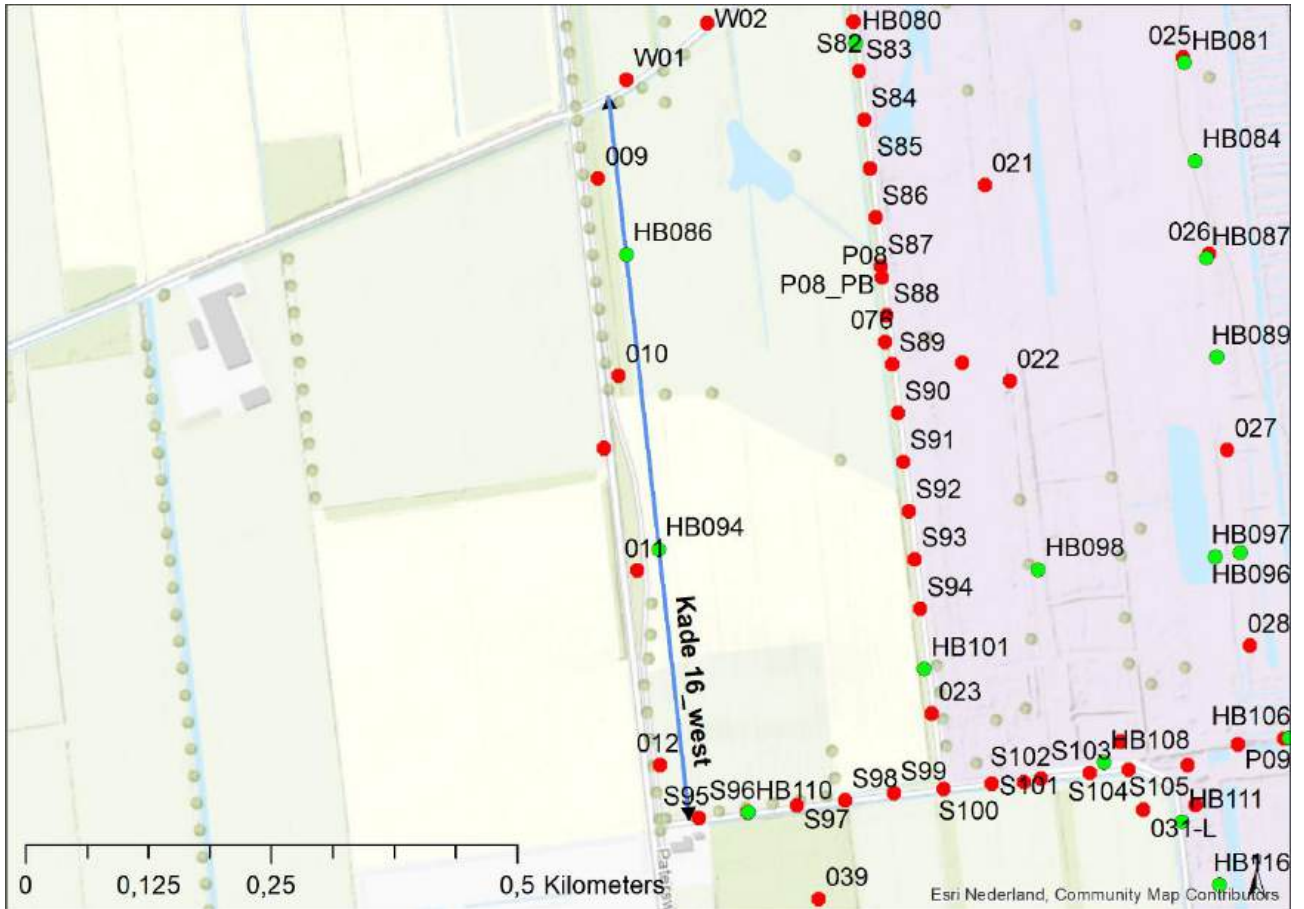 W02
HB080
S82
S83
025
HB081
W01
S84
HB084
S85
009
021
S86
HB086
S87
026
HB087
P08
P08_PB
S88
076
HB089
S89
010
022
S90
027
S91
S92
HB097
S93
HB094
011
HB098
HB096
S94
028
Kade 16_west
HB101
023
HB106
012
S102
S103
HB108
P09
S95
S96
HB110
S98
S99
S101
S104
S105
S97
S100
HB111
031-L
HB116
039
Patersw
0
0,125
0,25
0,5 Kilometers
Esri Nederland, Community Map Contributors